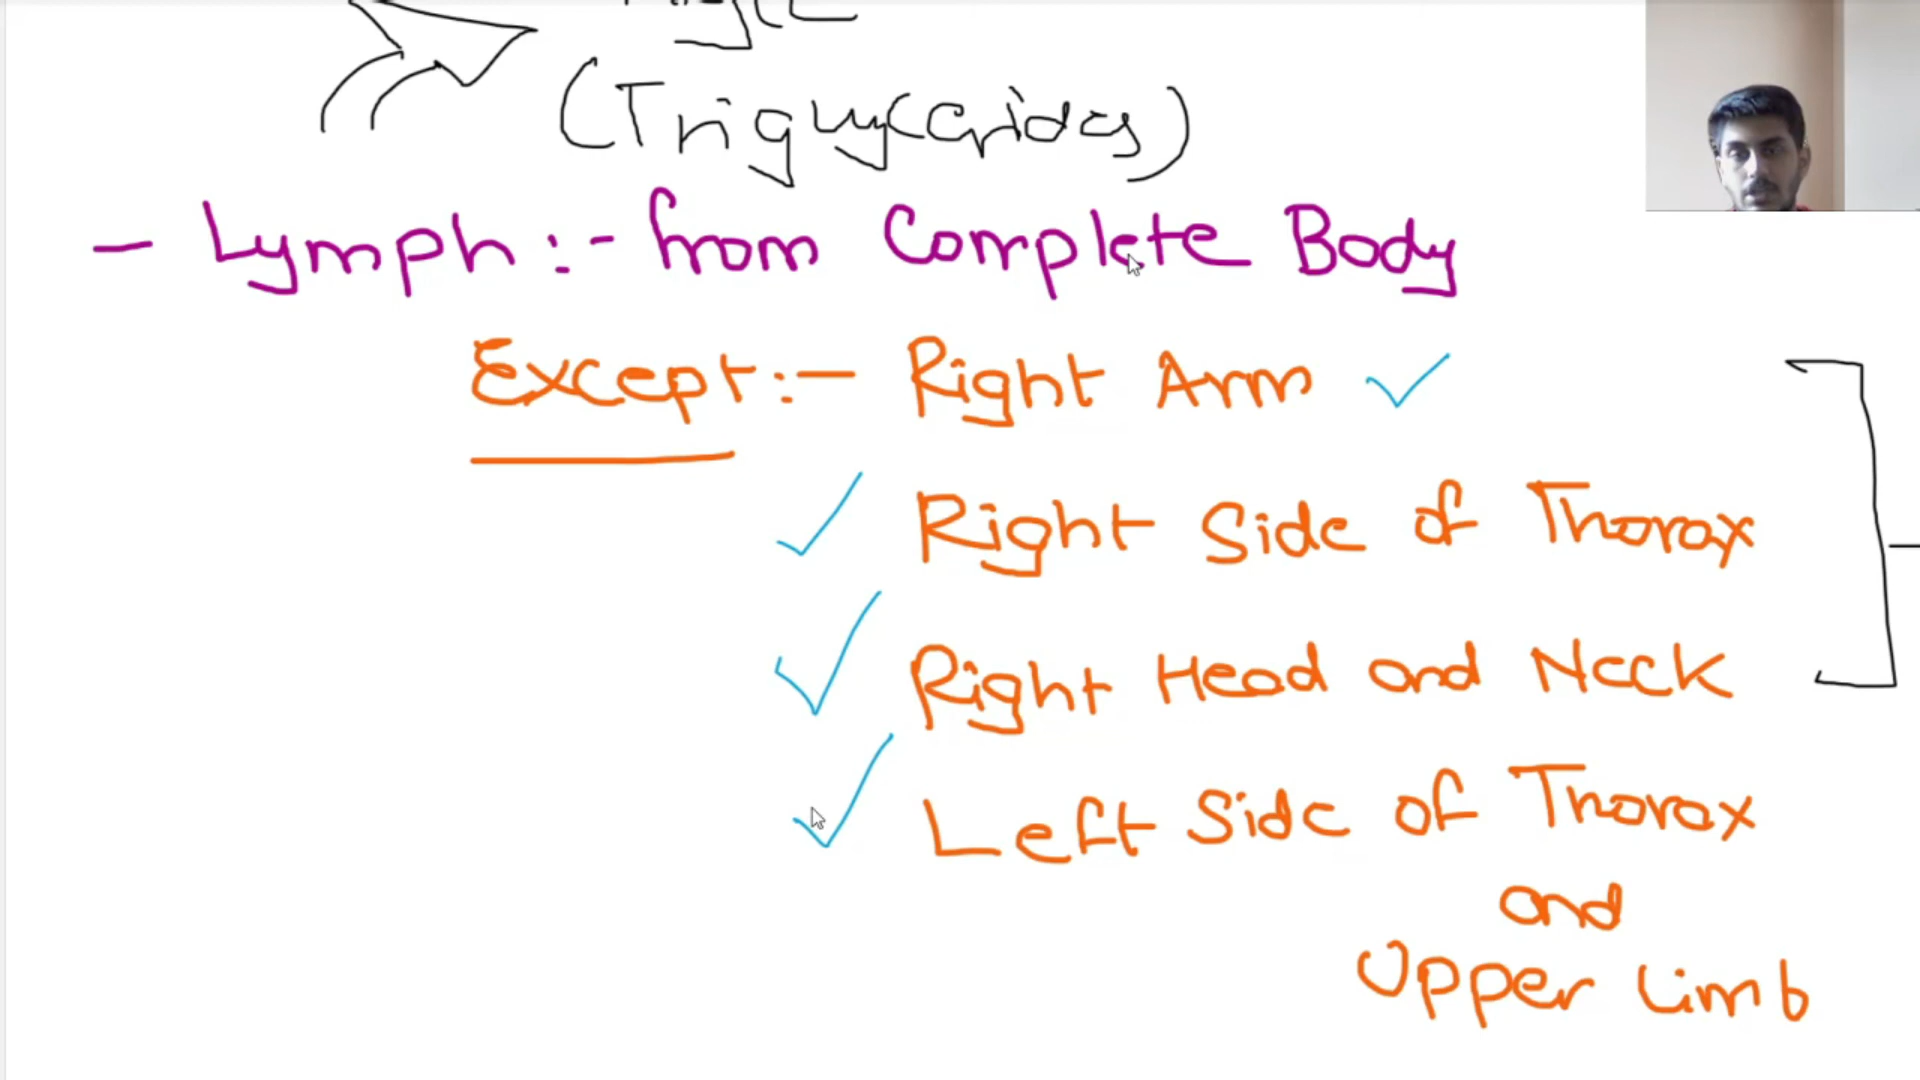 (Triguycerides)
- Lymph :- from Complete Body
Except :- Right Arm
Right Side of Thorax
Right Head and Neck
Left Side of Thorax
and
Upper Limb